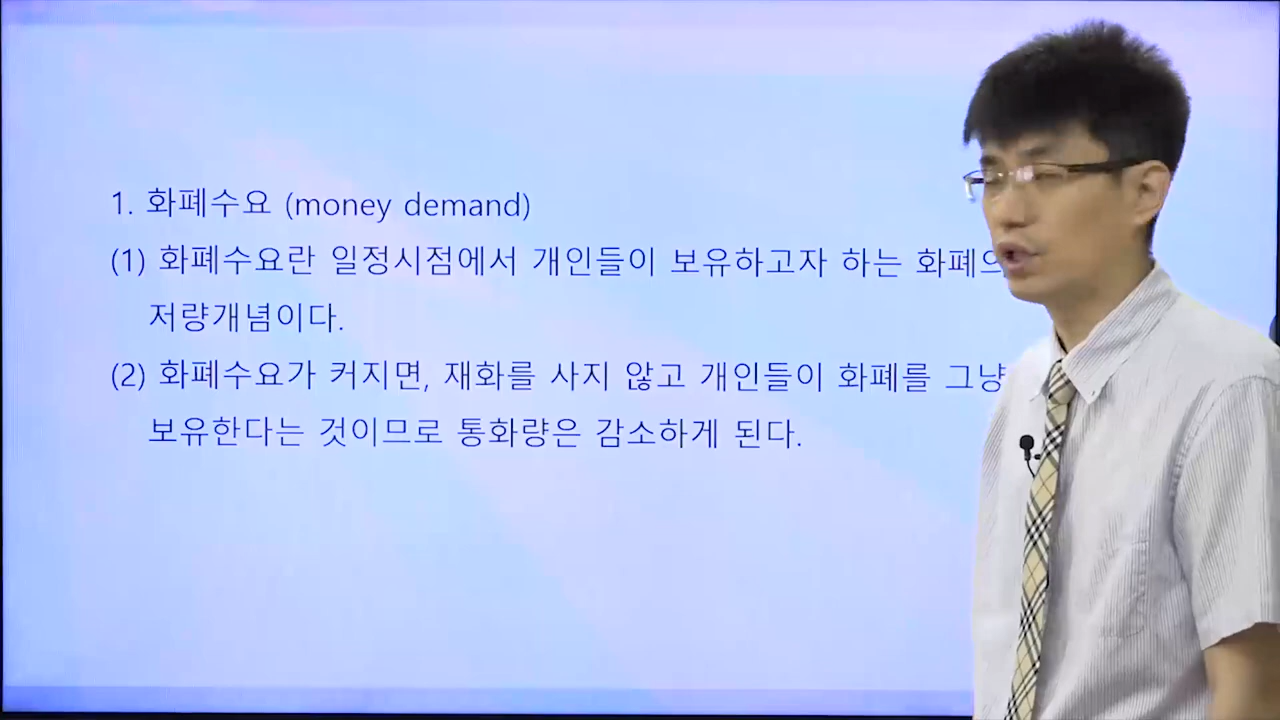 1. 화폐수요 (money demand)
(1) 화폐수요란 일정시점에서 개인들이 보유하고자 하는
저량개념이다.
(2) 화폐수요가 커지면, 재화를 사지 않고 개인들이 화폐를 그냥
보유한다는 것이므로 통화량은 감소하게 된다.